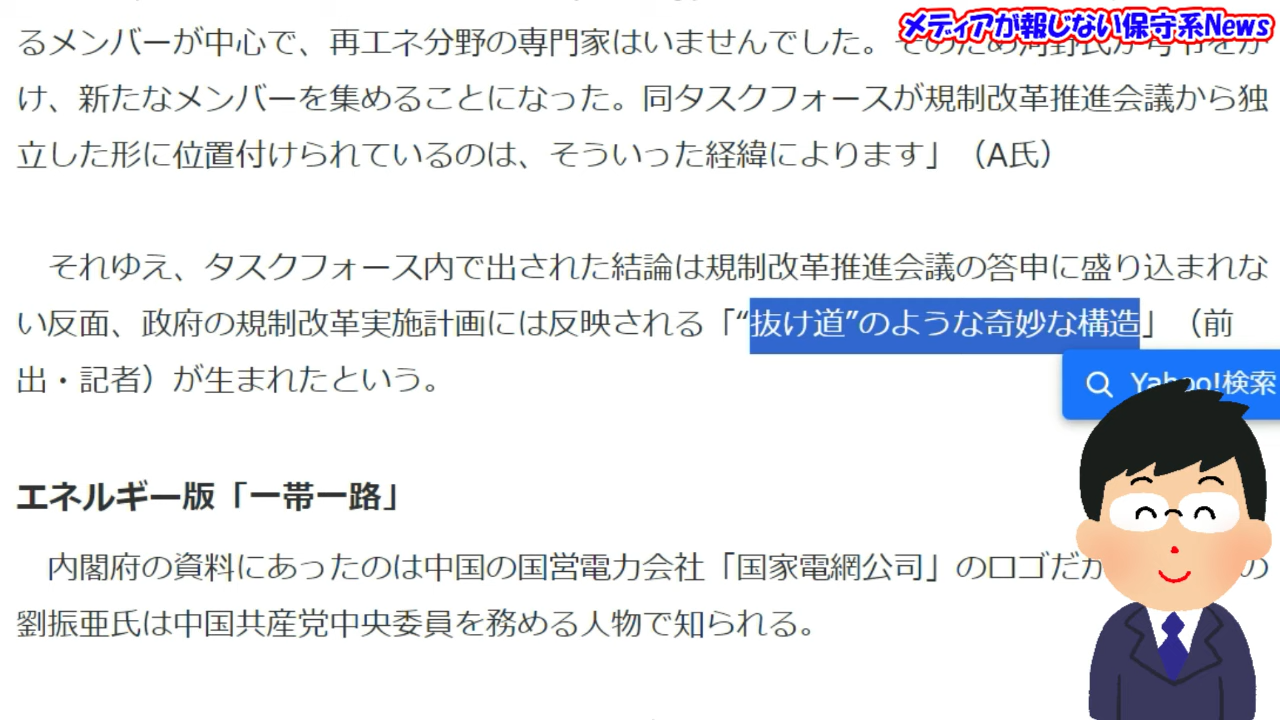 メディアが報じない保守系News
るメンバーが中心で、再エネ分野の専門家はいませんでした。
け、新たなメンバーを集めることになった。同タスクフォースが規制改革推進会議から独
立した形に位置付けられているのは、そういった経緯によります」（A氏）
それゆえ、タスクフォース内で出された結論は規制改革推進会議の答申に盛り込まれな
い反面、政府の規制改革実施計画には反映される「“抜け道”のような奇妙な構造」（前
出・記者）が生まれたという。
Yahoo!検索
エネルギー版「一帯一路」
内閣府の資料にあったのは中国の国営電力会社「国家電網公司」のロゴだが の
劉振亜氏は中国共産党中央委員を務める人物で知られる。